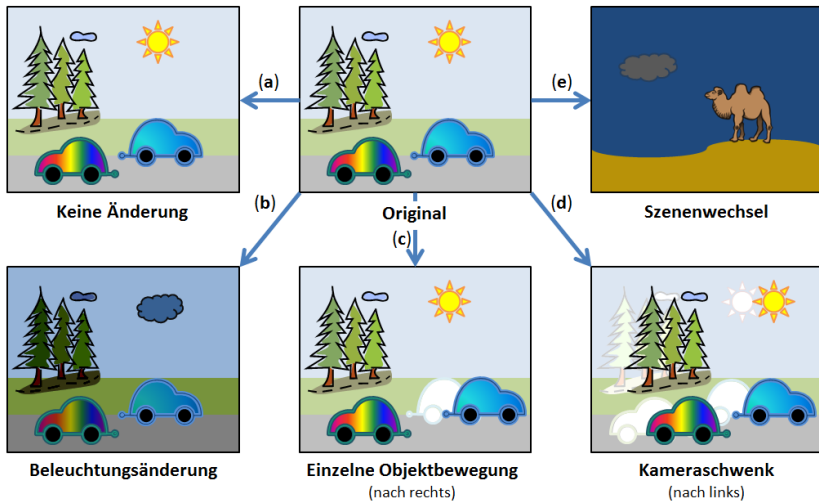 (a)
(e)
Keine Änderung
(b)
Original
(d)
Szenenwechsel
(c)
Beleuchtungsänderung
Einzelne Objektbewegung
(nach rechts)
Kameraschwenk
(nach links)